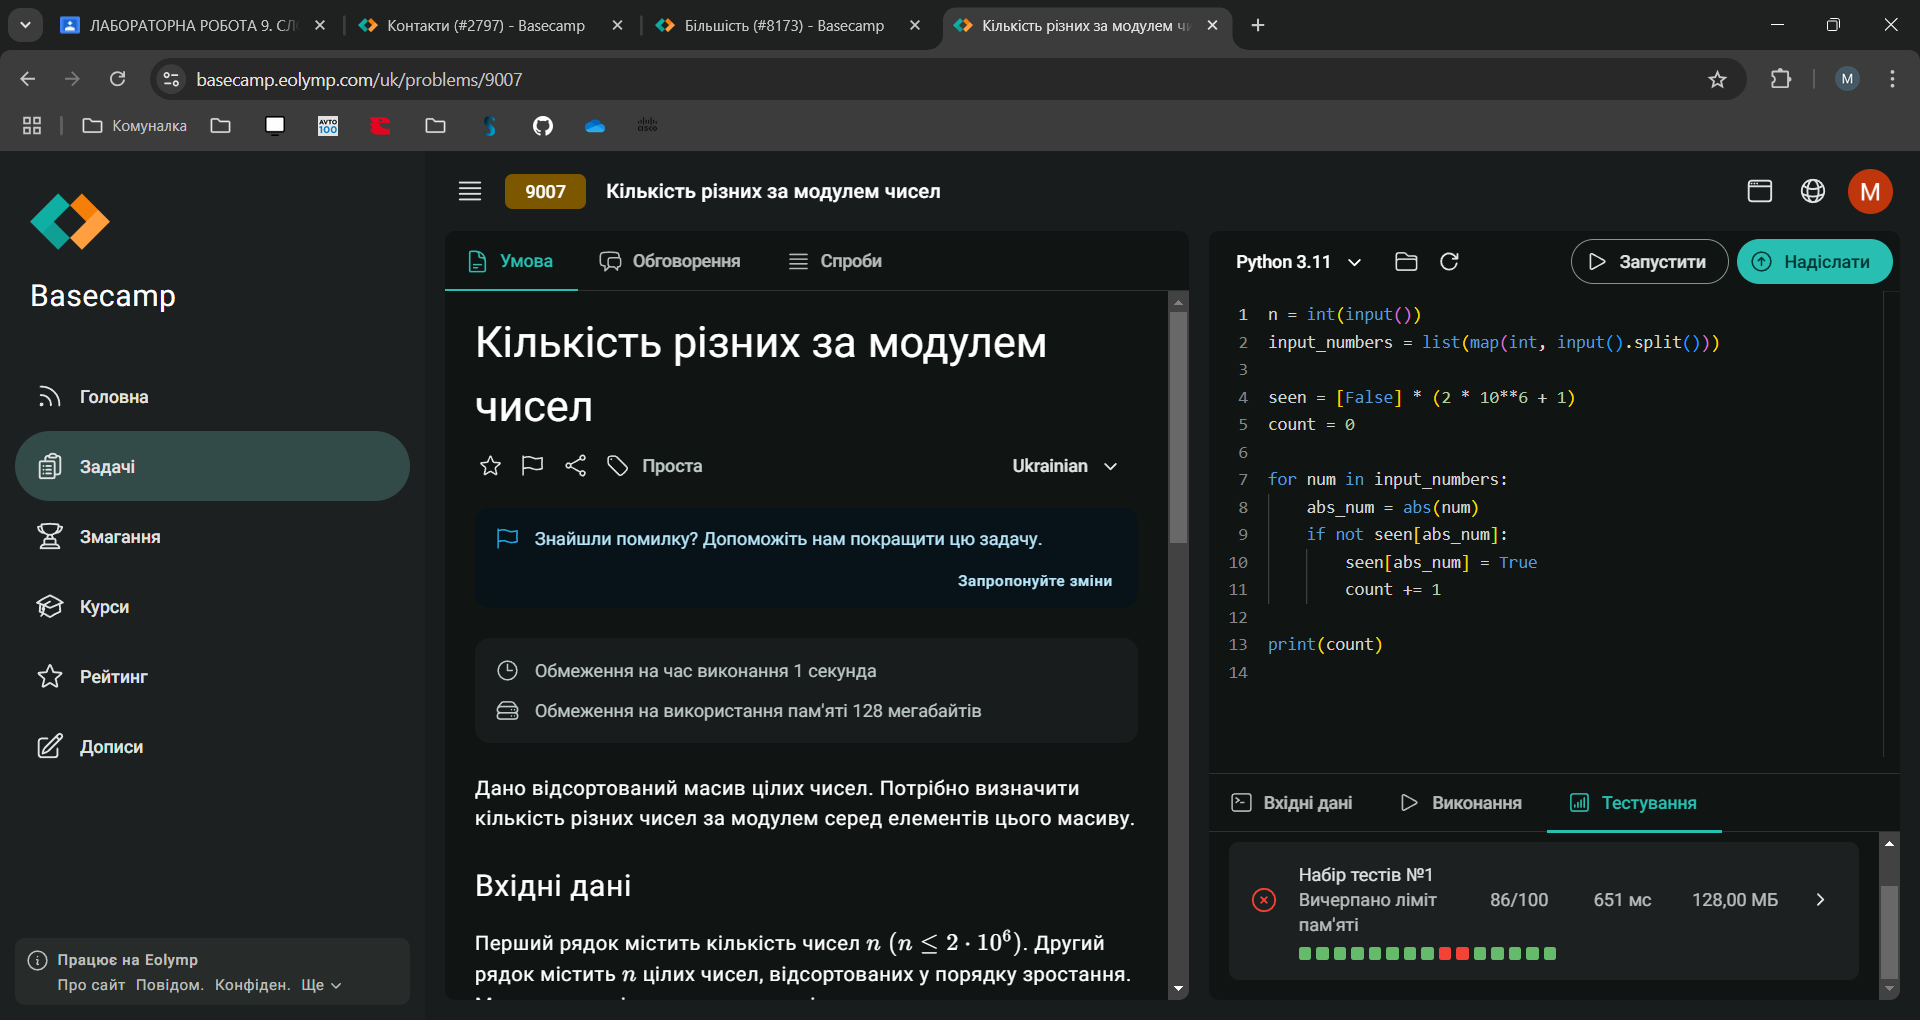 ЛАБОРАТОРНА РОБОТА 9. СЛ
Контакти (#2797) - Basecamp
Більшість (#8173) - Basecamp
Кількість різних за модулем
basecamp.eolymp.com/uk/problems/9007
M
Комуналка
AVTO
100
cisco
Basecamp
Головна
Задачі
Змагання
Курси
Рейтинг
Дописи
Працює на Eolymp
Про сайт Повідом. Конфіден. Ще
9007 Кількість різних за модулем чисел
M
Умова Обговорення Спроби
Кількість різних за модулем
чисел
Проста Ukrainian
Знайшли помилку? Допоможіть нам покращити цю задачу.
Запропонуйте зміни
Обмеження на час виконання 1 секунда
Обмеження на використання пам'яті 128 мегабайтів
Дано відсортований масив цілих чисел. Потрібно визначити
кількість різних чисел за модулем серед елементів цього масиву.
Вхідні дані
Перший рядок містить кількість чисел n (n ≤ 2 · 10⁶). Другий
рядок містить n цілих чисел, відсортованих у порядку зростання.
Python 3.11 Запустити Надіслати
1 n = int(input())
2 input_numbers = list(map(int, input().split()))
3
4 seen = [False] * (2 * 10**6 + 1)
5 count = 0
6
7 for num in input_numbers:
8     abs_num = abs(num)
9     if not seen[abs_num]:
10         seen[abs_num] = True
11         count += 1
12
13 print(count)
14
Вхідні дані Виконання Тестування
Набір тестів №1
Вичерпано ліміт 86/100 651 мс 128,00 МБ
пам'яті